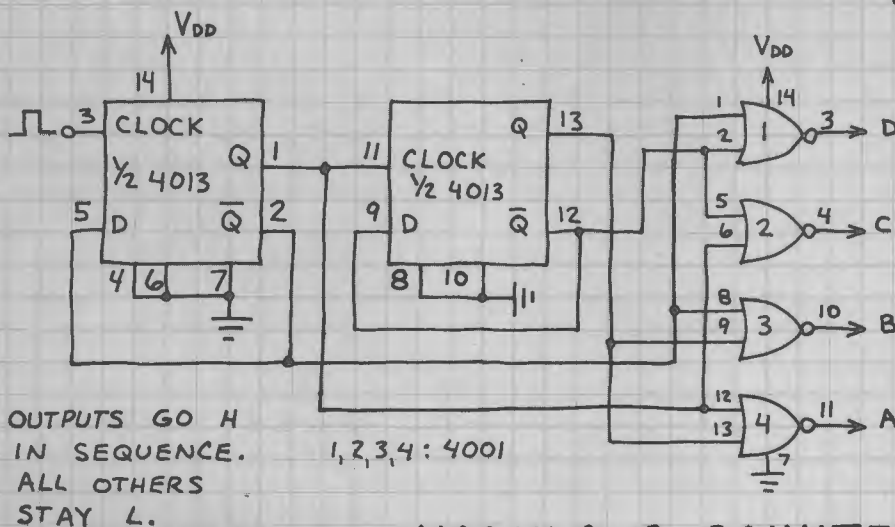 VDD
14
3 CLOCK
Q 1
½ 4013
5 D
Q̅ 2
4 6 7
11 CLOCK
Q 13
½ 4013
9 D
Q̅ 12
8 10
VDD
14
1
2
1
3 D
5
6
2
4 C
8
9
3
10 B
12
13
4
11 A
7
OUTPUTS GO H
IN SEQUENCE.
ALL OTHERS
STAY L.
1, 2, 3, 4 : 4001